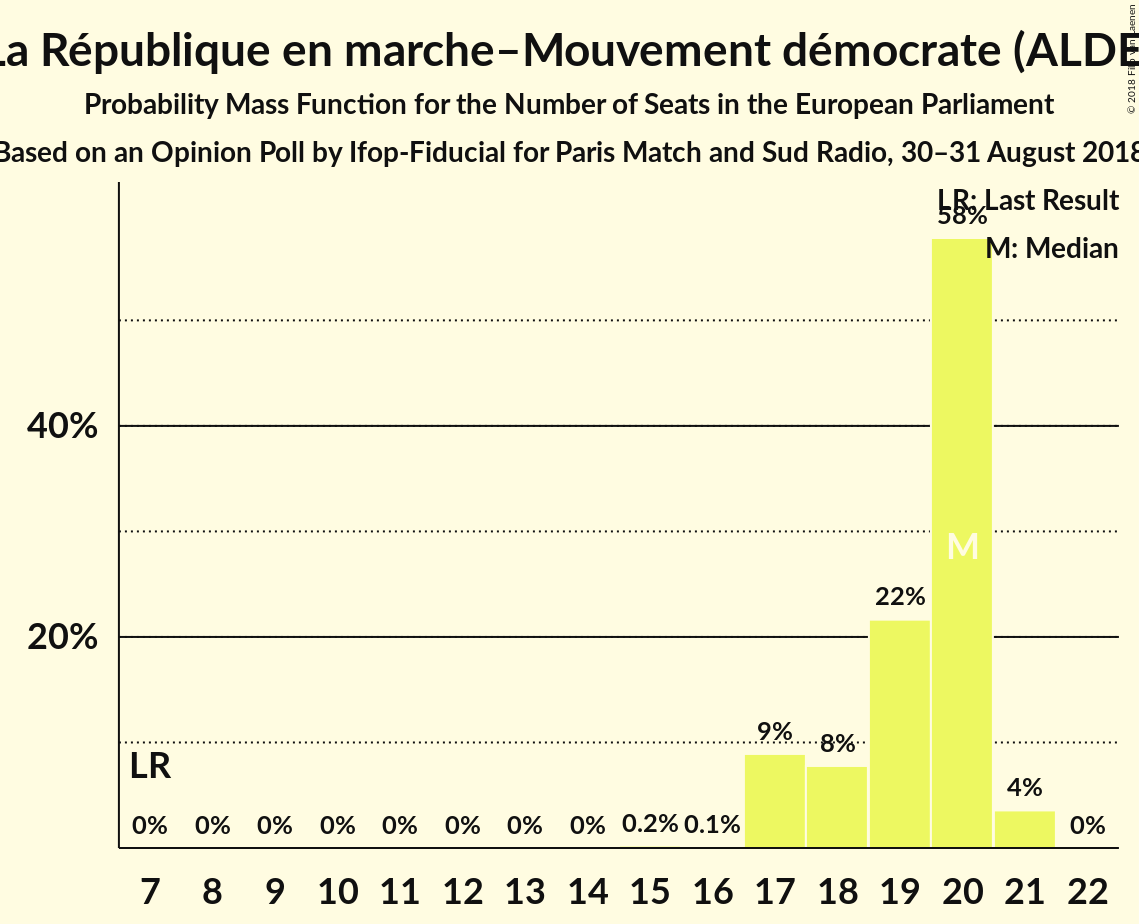 La République en marche–Mouvement démocrate (ALDE
Probability Mass Function for the Number of Seats in the European Parliament
Based on an Opinion Poll by Ifop-Fiducial for Paris Match and Sud Radio, 30–31 August 2018
© 2018 Filip van Laenen
LR: Last Result
M: Median
58%
40%
M
22%
20%
9%
8%
LR
4%
0% 0% 0% 0% 0% 0% 0% 0% 0.2% 0.1% 0%
7 8 9 10 11 12 13 14 15 16 17 18 19 20 21 22